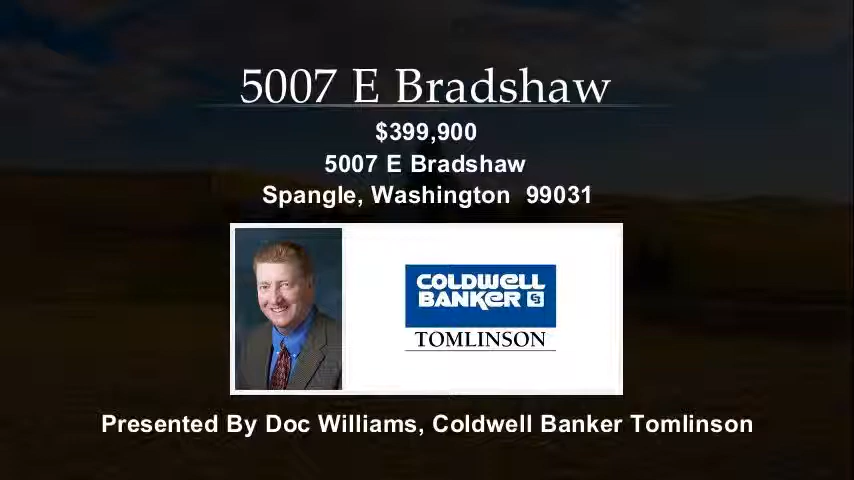 5007 E Bradshaw
$399,900
5007 E Bradshaw
Spangle, Washington 99031
COLDWELL
BANKER CB
TOMLINSON
Presented By Doc Williams, Coldwell Banker Tomlinson